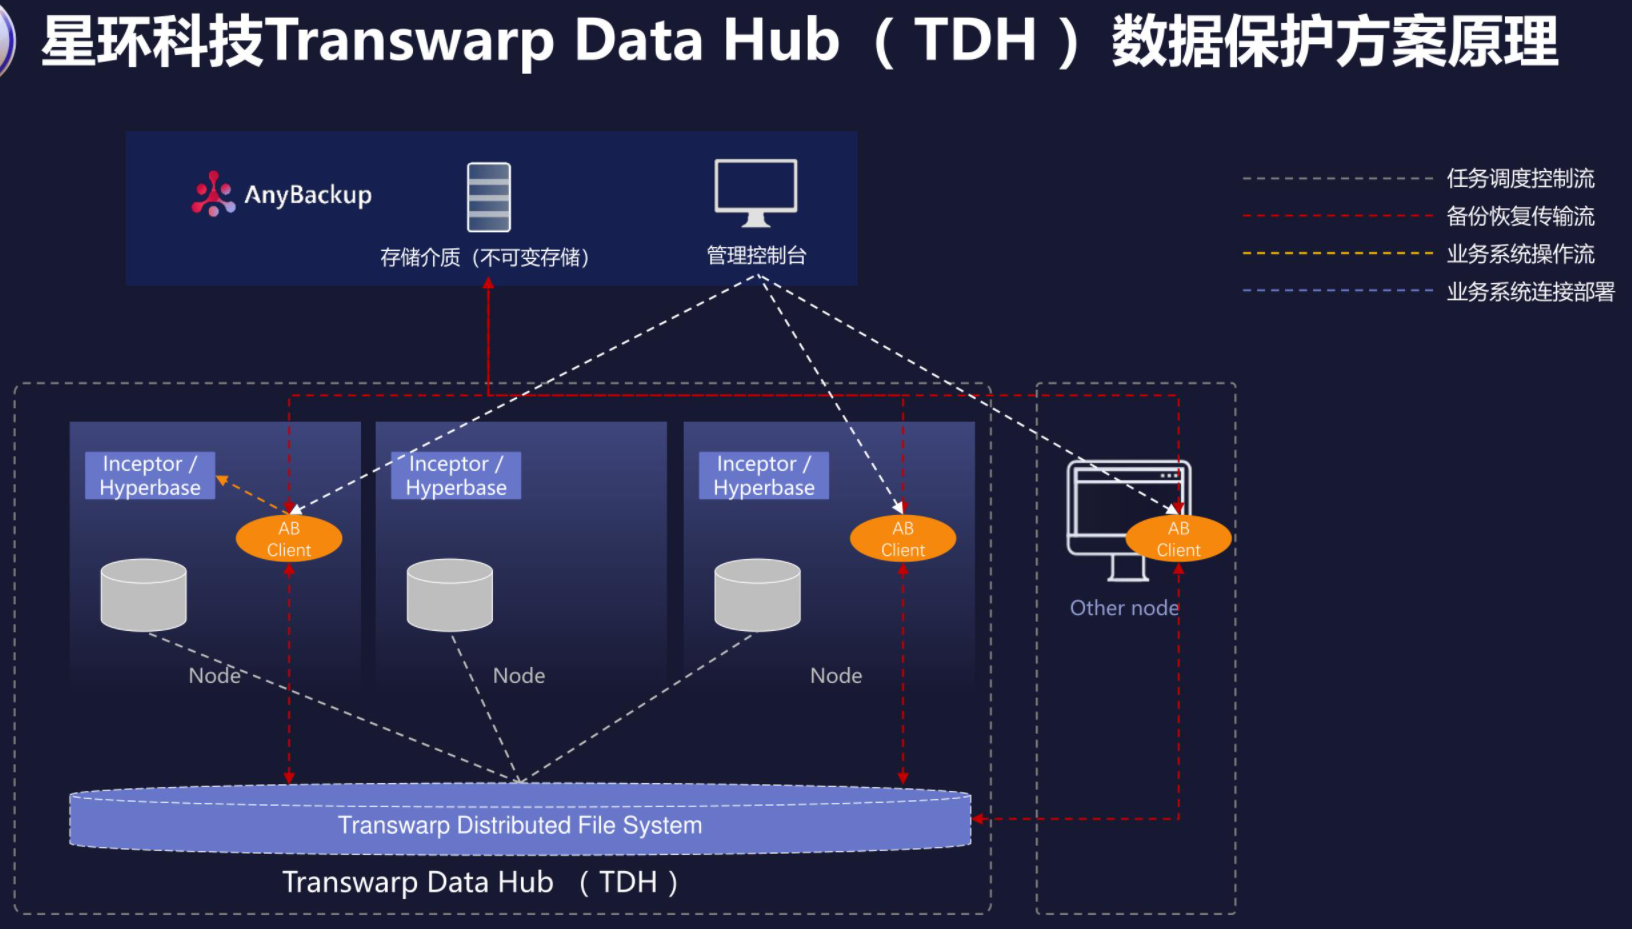 星环科技Transwarp Data Hub（ TDH ）数据保护方案原理
AnyBackup
存储介质（不可变存储）
管理控制台
任务调度控制流
备份恢复传输流
业务系统操作流
业务系统连接部署
Inceptor /
Hyperbase
AB
Client
Node
Inceptor /
Hyperbase
Node
Inceptor /
Hyperbase
AB
Client
Node
AB
Client
Other node
Transwarp Distributed File System
Transwarp Data Hub （ TDH ）